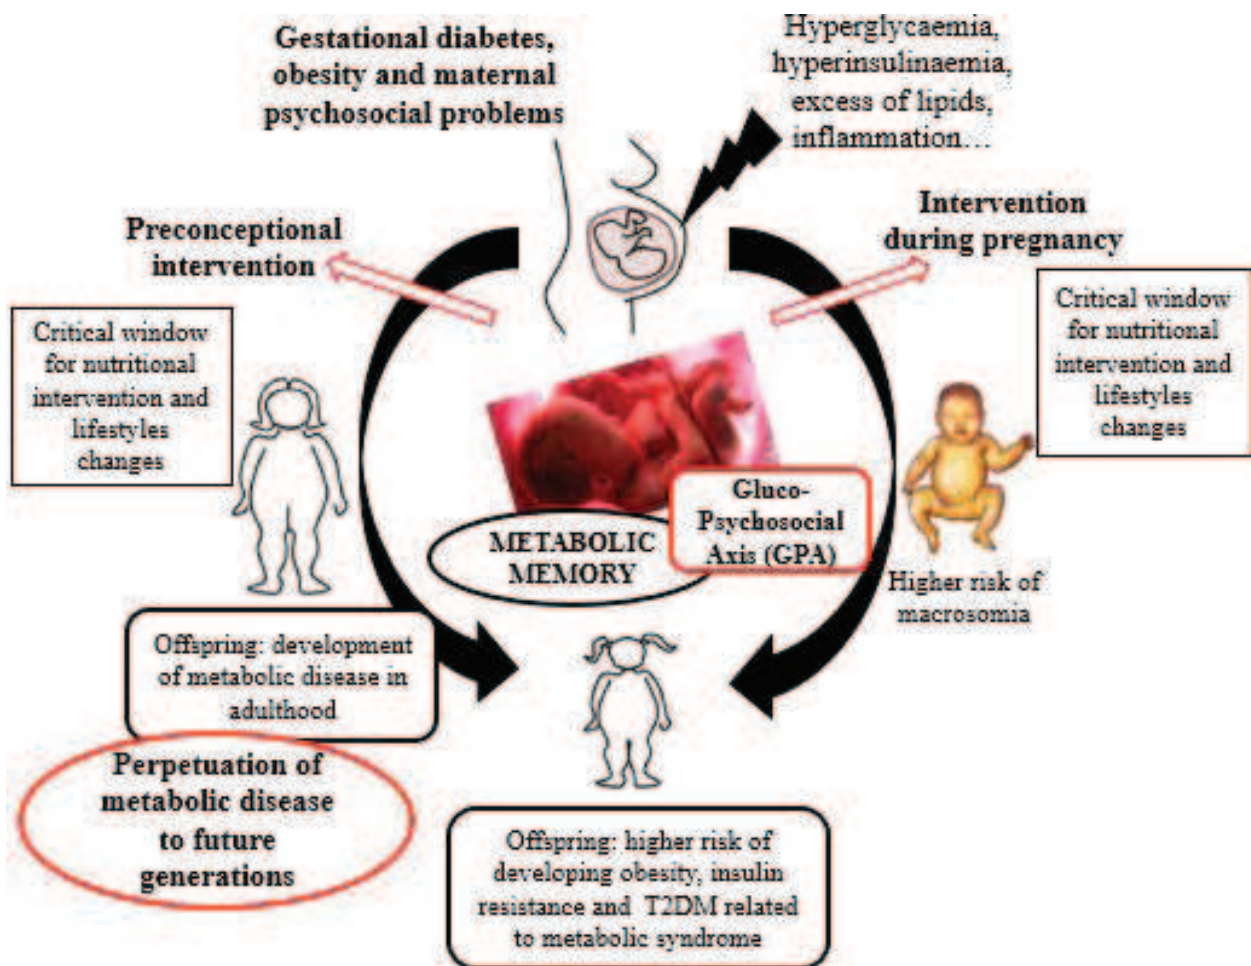 Gestational diabetes,
obesity and maternal
psychosocial problems
Hyperglycaemia,
hyperinsulinaemia,
excess of lipids,
inflammation…
Preconceptional
intervention
Intervention
during pregnancy
Critical window
for nutritional
intervention and
lifestyles
changes
Critical window
for nutritional
intervention and
lifestyles
changes
Gluco-
Psychosocial
Axis (GPA)
METABOLIC
MEMORY
Higher risk of
macrosomia
Offspring: development
of metabolic disease in
adulthood
Perpetuation of
metabolic disease
to future
generations
Offspring: higher risk of
developing obesity, insulin
resistance and T2DM related
to metabolic syndrome